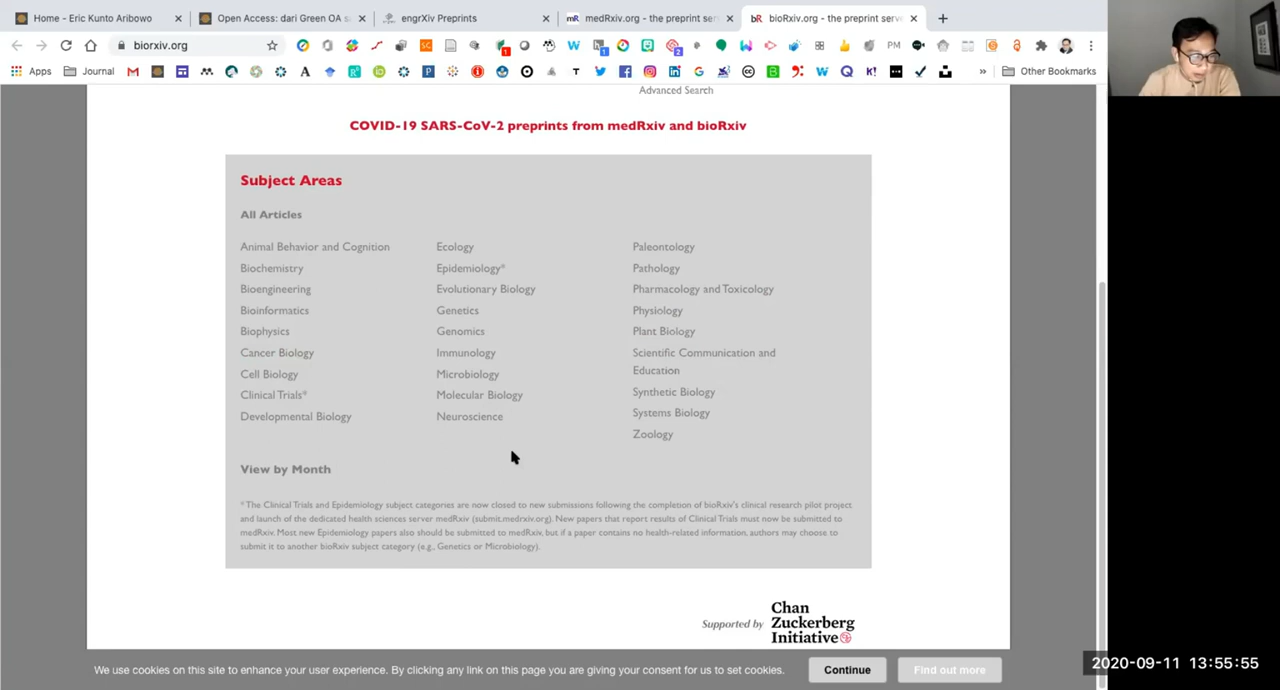 Home - Eric Kunto Aribowo
Open Access: dari Green OA s
engrXiv Preprints
mR medRxiv.org - the preprint ser
bR bioRxiv.org - the preprint serve
biorxiv.org
Apps Journal Other Bookmarks
Advanced Search
COVID-19 SARS-CoV-2 preprints from medRxiv and bioRxiv
Subject Areas
All Articles
Animal Behavior and Cognition
Biochemistry
Bioengineering
Bioinformatics
Biophysics
Cancer Biology
Cell Biology
Clinical Trials*
Developmental Biology
Ecology
Epidemiology*
Evolutionary Biology
Genetics
Genomics
Immunology
Microbiology
Molecular Biology
Neuroscience
Paleontology
Pathology
Pharmacology and Toxicology
Physiology
Plant Biology
Scientific Communication and
Education
Synthetic Biology
Systems Biology
Zoology
View by Month
* The Clinical Trials and Epidemiology subject categories are now closed to new submissions following the completion of bioRxiv's clinical research pilot project
and launch of the dedicated health sciences server medRxiv (submit.medrxiv.org). New papers that report results of Clinical Trials must now be submitted to
medRxiv. Most new Epidemiology papers also should be submitted to medRxiv, but if a paper contains no health-related information, authors may choose to
submit it to another bioRxiv subject category (e.g., Genetics or Microbiology).
Supported by
Chan
Zuckerberg
Initiative
We use cookies on this site to enhance your user experience. By clicking any link on this page you are giving your consent for us to set cookies.
Continue
Find out more
2020-09-11 13:55:55